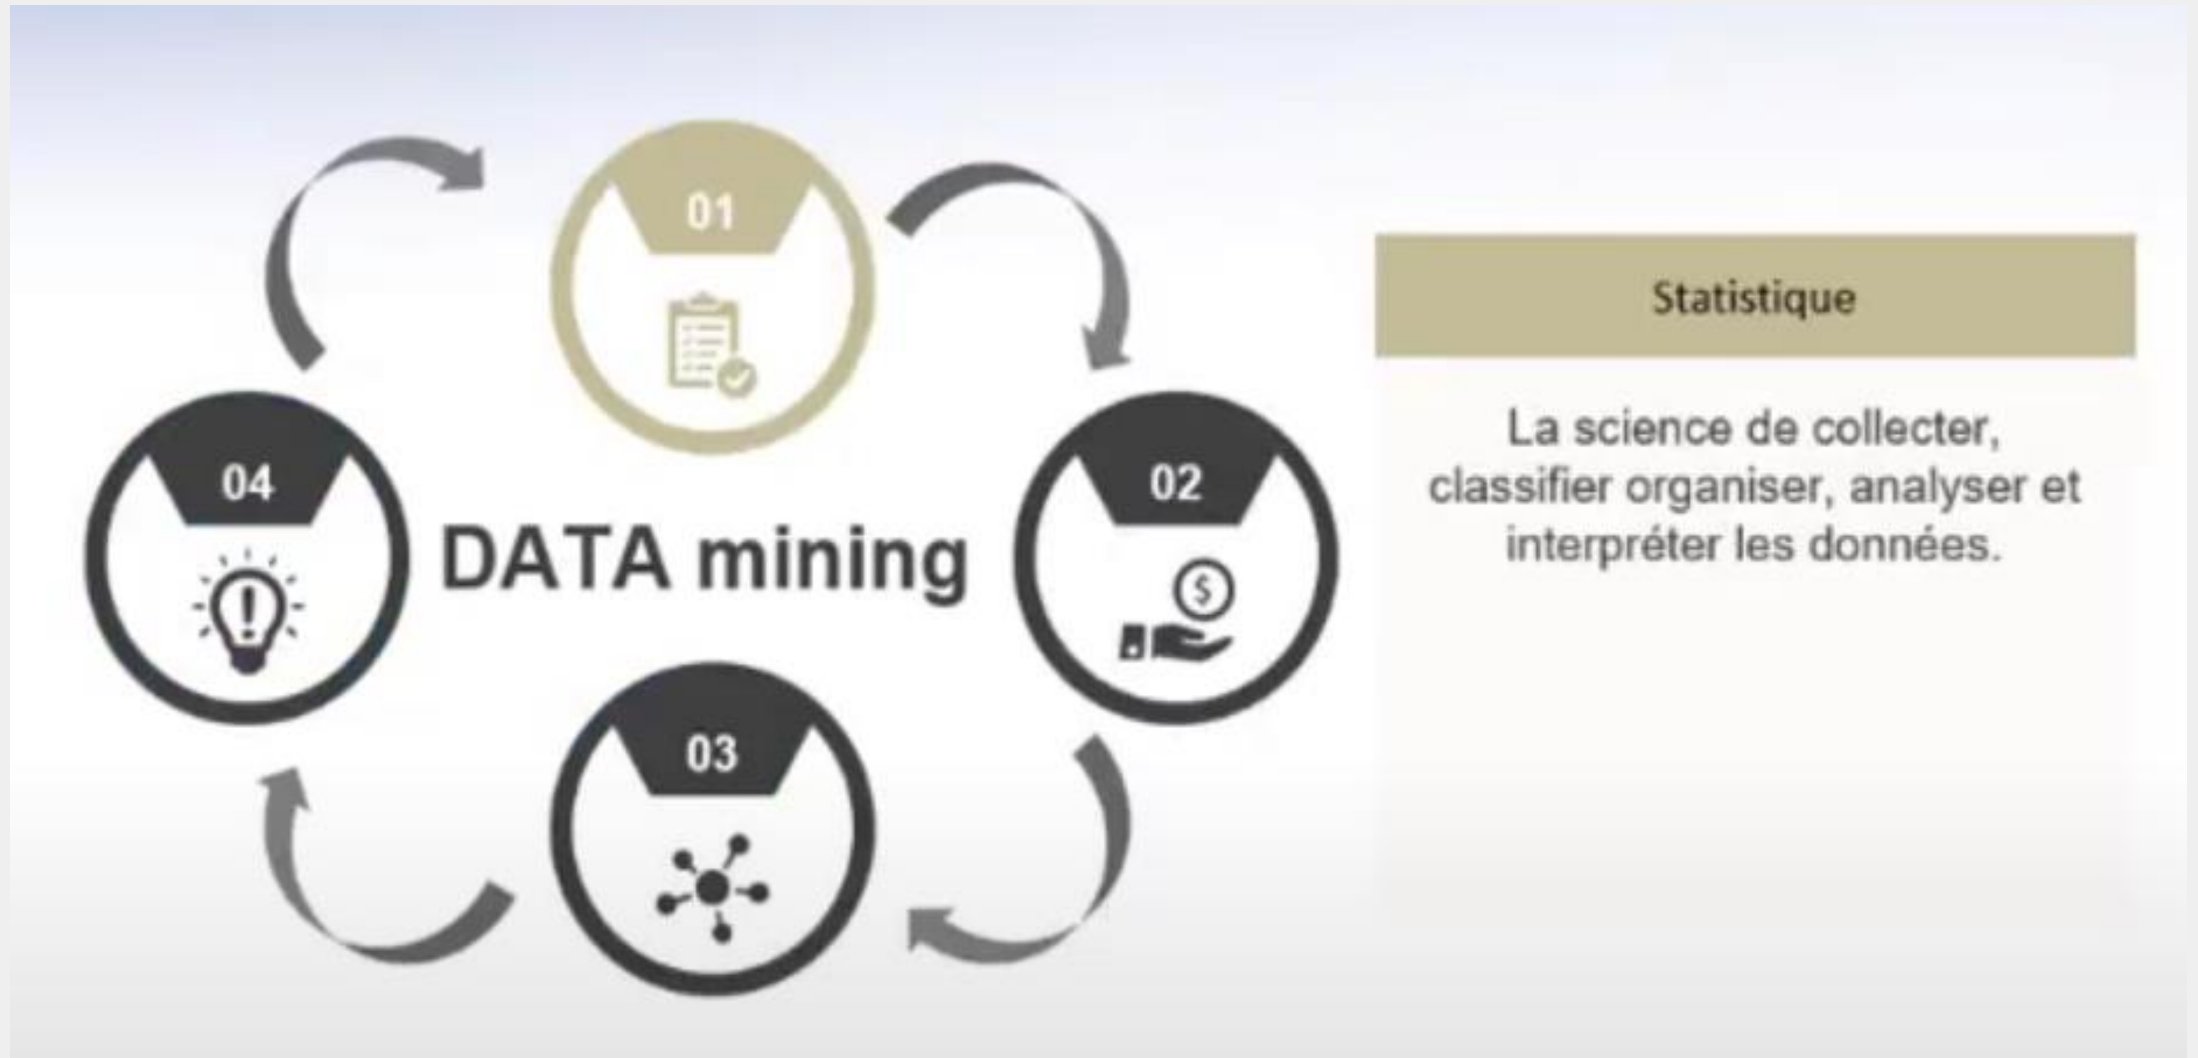 01
02
03
04
DATA mining
Statistique
La science de collecter,
classifier organiser, analyser et
interpréter les données.
$
!